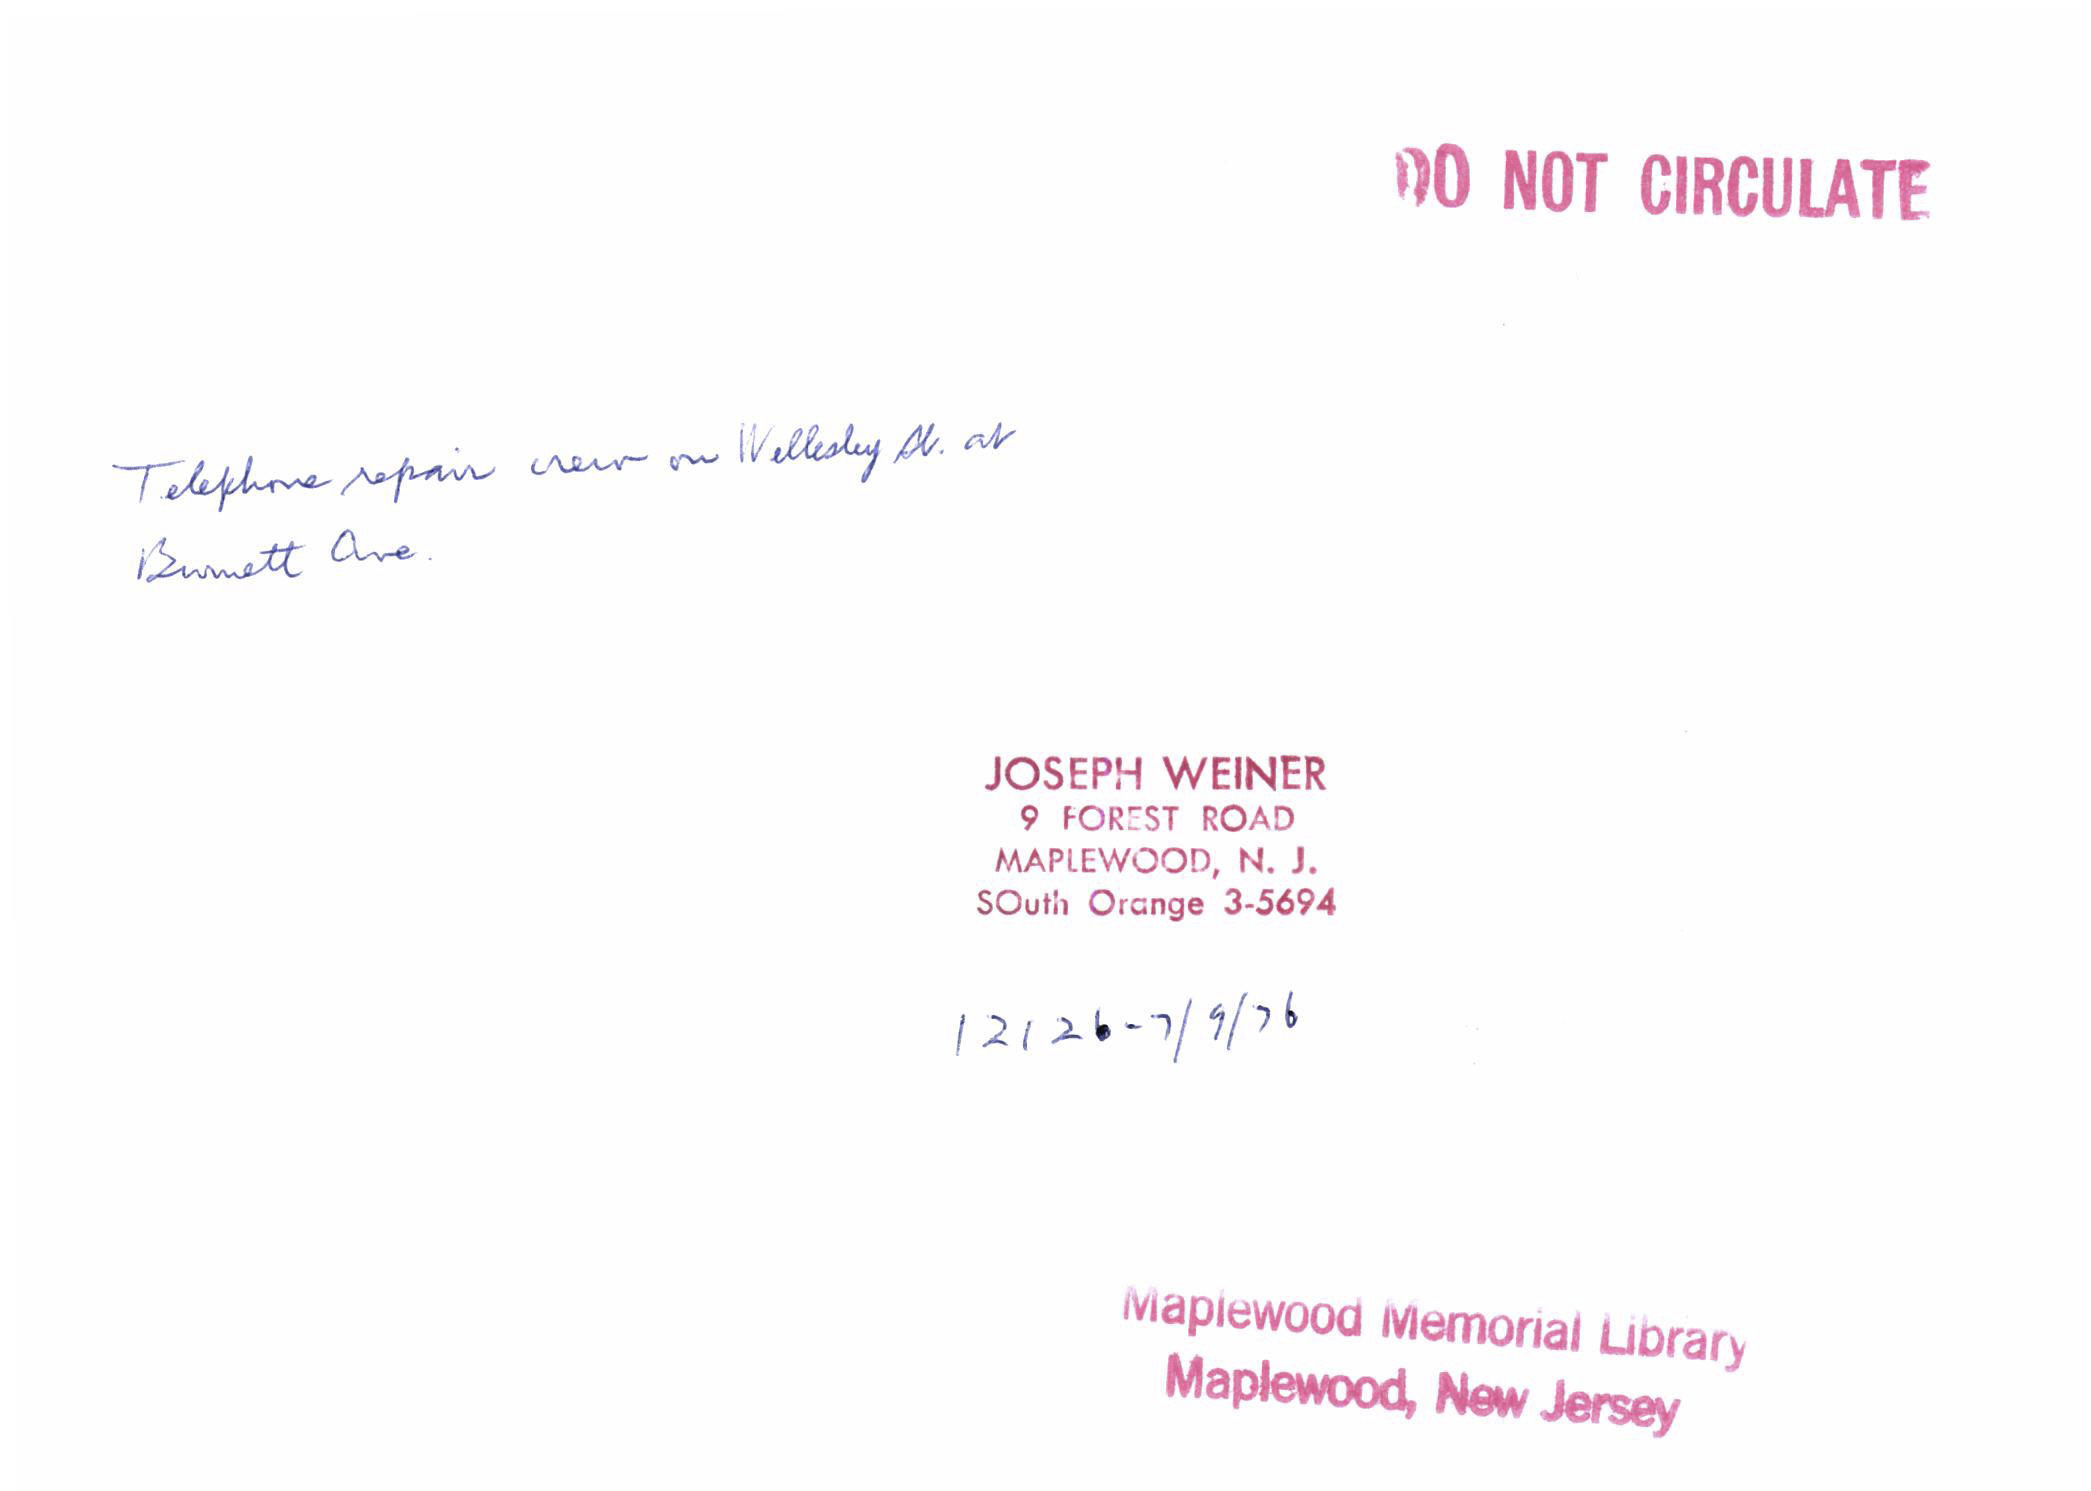 DO NOT CIRCULATE
Telephone repair crew on Wellesley St. at
Burnett Ave.
JOSEPH WEINER
9 FOREST ROAD
MAPLEWOOD, N. J.
SOuth Orange 3-5694
12126-7/9/76
Maplewood Memorial Library
Maplewood, New Jersey